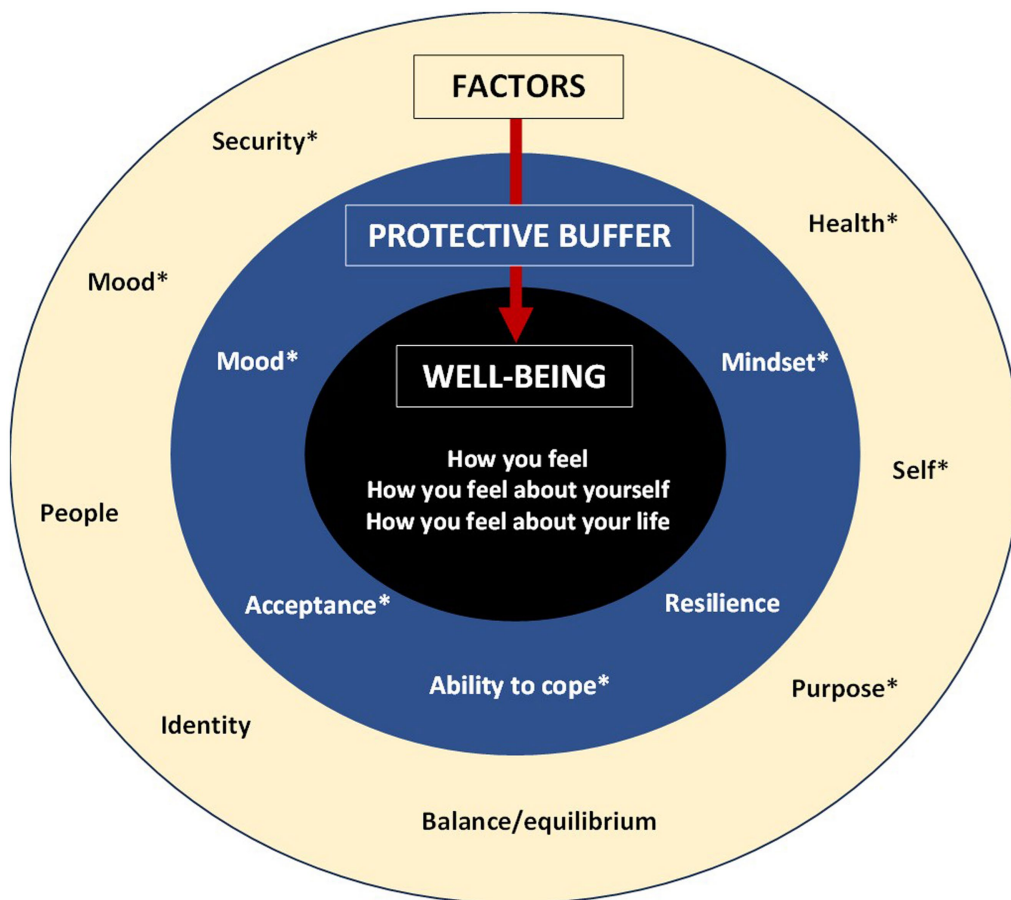 FACTORS
Security*
Health*
PROTECTIVE BUFFER
Mood*
Mood*
Mindset*
WELL-BEING
How you feel
How you feel about yourself
How you feel about your life
Self*
People
Acceptance*
Resilience
Ability to cope*
Purpose*
Identity
Balance/equilibrium